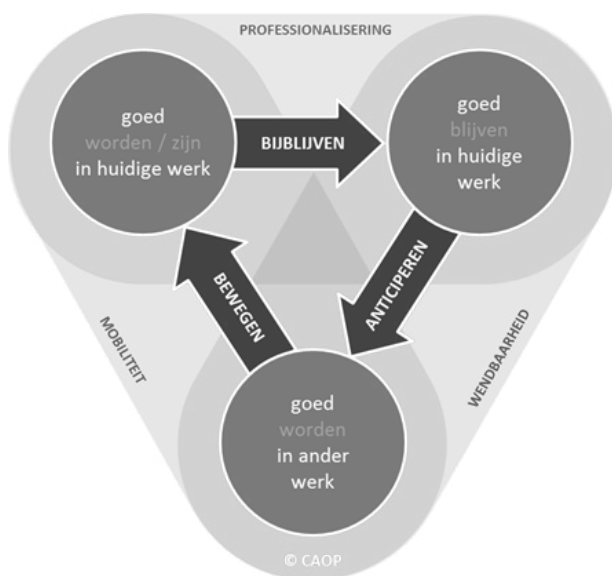 PROFESSIONALISERING
goed
worden / zijn
in huidige werk
BIJBLIJVEN
goed
blijven
in huidige
werk
ANTICIPEREN
BEWEGEN
MOBILITEIT
WENDBAARHEID
goed
worden
in ander
werk
© CAOP